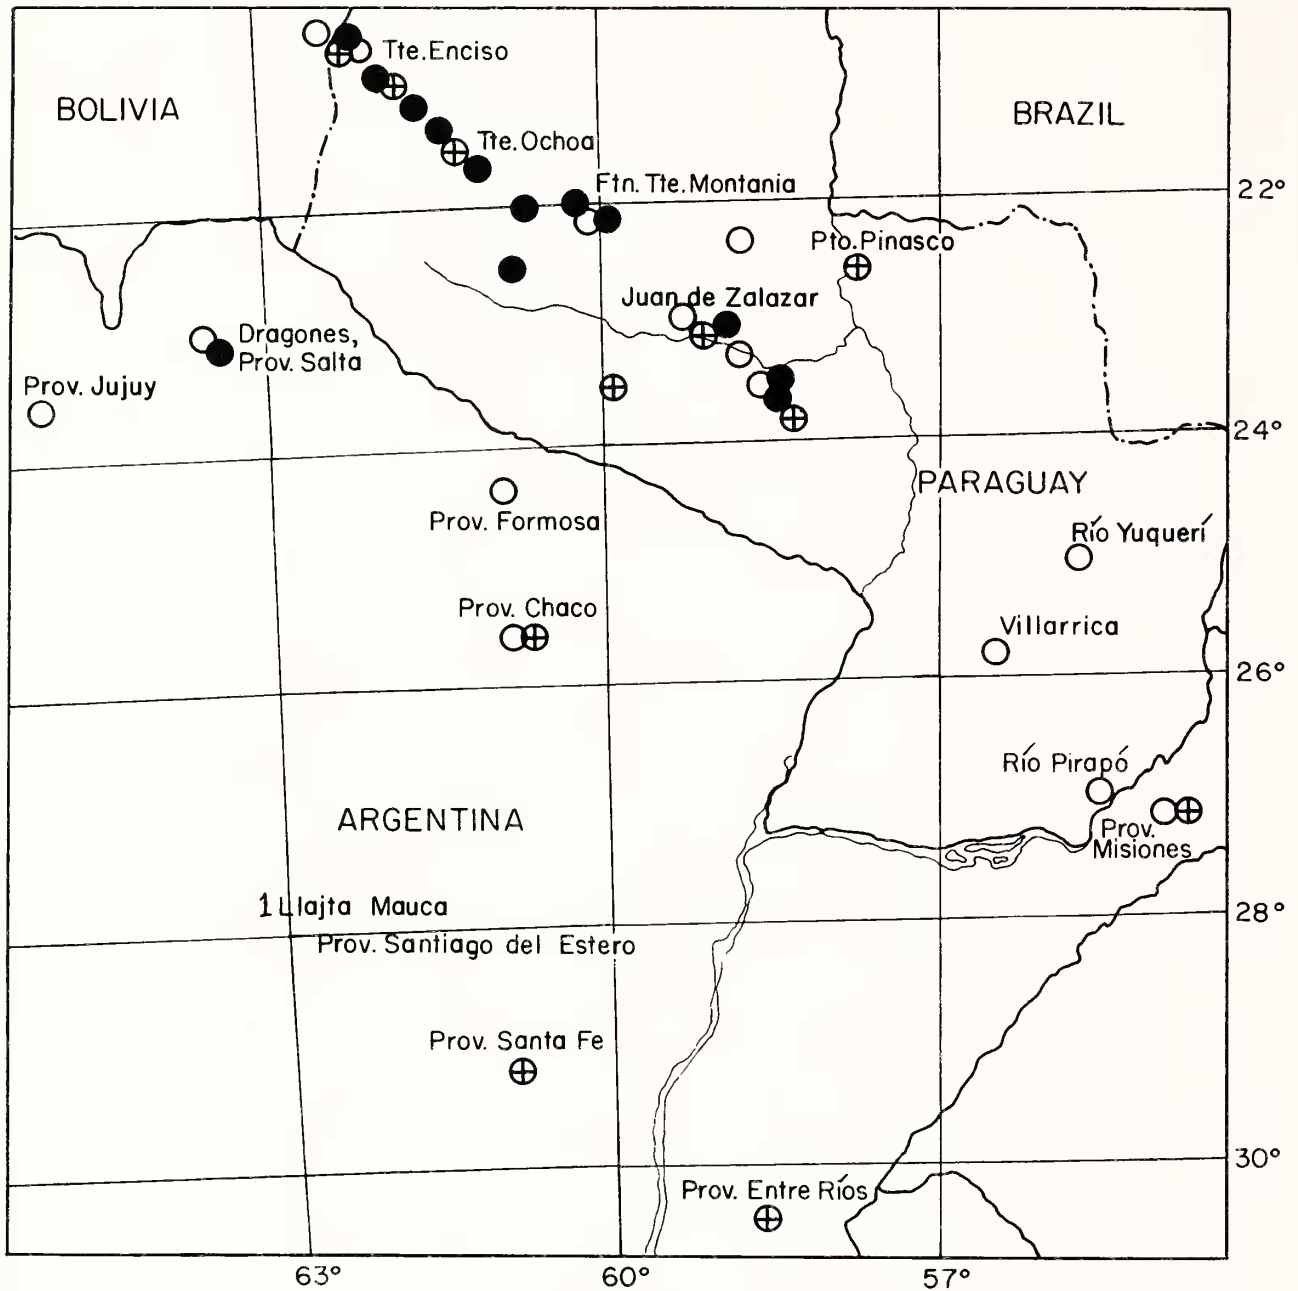 Tte. Enciso
BOLIVIA
BRAZIL
Tte. Ochoa
Ftn. Tte. Montania
22°
Pto. Pinasco
Juan de Zalazar
Dragones,
Prov. Salta
Prov. Jujuy
24°
PARAGUAY
Prov. Formosa
Río Yuquerí
Prov. Chaco
Villarrica
26°
Río Pirapó
ARGENTINA
Prov.
Misiones
1 Llajta Mauca
28°
Prov. Santiago del Estero
Prov. Santa Fe
30°
Prov. Entre Ríos
63°
60°
57°